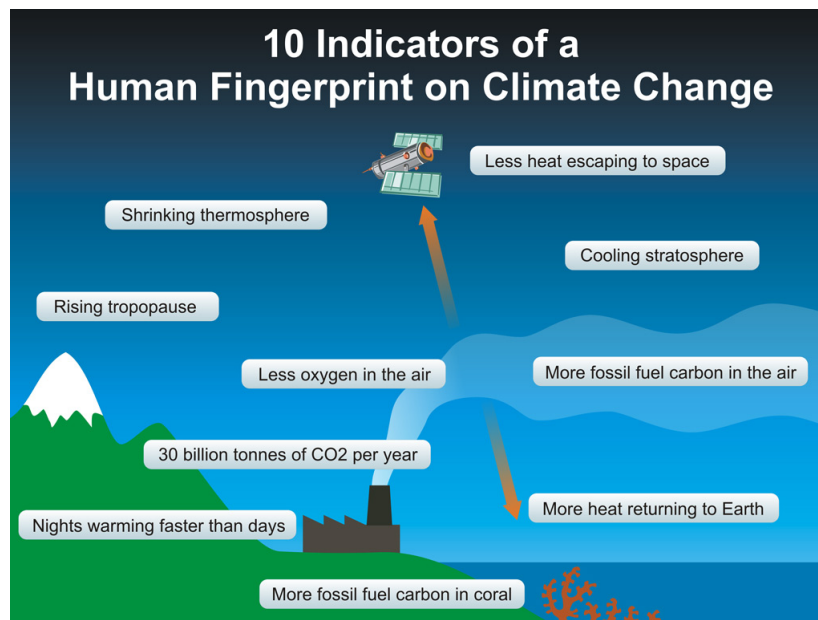 10 Indicators of a
Human Fingerprint on Climate Change
Less heat escaping to space
Shrinking thermosphere
Cooling stratosphere
Rising tropopause
Less oxygen in the air
More fossil fuel carbon in the air
30 billion tonnes of CO2 per year
More heat returning to Earth
Nights warming faster than days
More fossil fuel carbon in coral